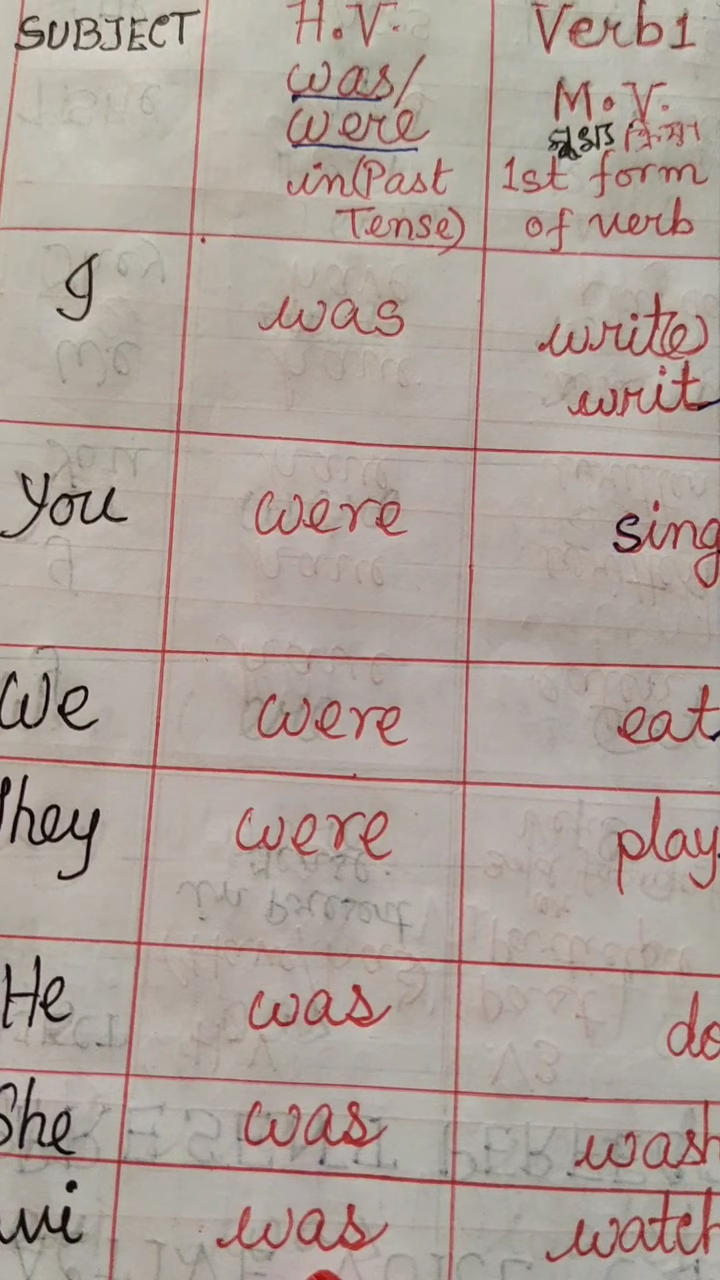 SUBJECT H.V. Verb1
was/ M.V.
were
in(Past 1st form
Tense) of verb
I was write
writ
You were sing
We were eat
They were play
He was do
She was wash
was watch